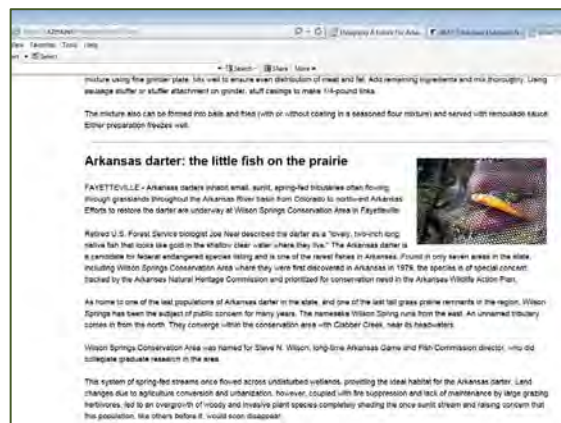 View Favorites Tools Help
Select
Search Share More
mixture using fine grinder plate. Mix well to ensure even distribution of meat and fat. Add remaining ingredients and mix thoroughly. Using
sausage stuffer or stuffer attachment on grinder, stuff casings to make 1/4-pound links.
The mixture also can be formed into balls and fried (with or without coating in a seasoned flour mixture) and served with remoulade sauce.
Either preparation freezes well.
Arkansas darter: the little fish on the prairie
FAYETTEVILLE - Arkansas darters inhabit small, sunlit, spring-fed tributaries often flowing
through grasslands throughout the Arkansas River basin from Colorado to northwest Arkansas.
Efforts to restore the darter are underway at Wilson Springs Conservation Area in Fayetteville.
Retired U.S. Forest Service biologist Joe Neal described the darter as a "lovely, two-inch long
native fish that looks like gold in the shallow clear water where they live." The Arkansas darter is
a candidate for federal endangered species listing and is one of the rarest fishes in Arkansas. Found in only seven areas in the state,
including Wilson Springs Conservation Area where they were first discovered in Arkansas in 1979, the species is of special concern
tracked by the Arkansas Natural Heritage Commission and prioritized for conservation need in the Arkansas Wildlife Action Plan.
As home to one of the last populations of Arkansas darter in the state, and one of the last tall grass prairie remnants in the region, Wilson
Springs has been the subject of public concern for many years. The namesake Wilson Spring runs from the east. An unnamed tributary
comes in from the north. They converge within the conservation area with Clabber Creek, near its headwaters.
Wilson Springs Conservation Area was named for Steve N. Wilson, long-time Arkansas Game and Fish Commission director, who did
collegiate graduate research in the area.
This system of spring-fed streams once flowed across undisturbed wetlands, providing the ideal habitat for the Arkansas darter. Land
changes due to agriculture conversion and urbanization, however, coupled with fire suppression and lack of maintenance by large grazing
herbivores, led to an overgrowth of woody and invasive plant species completely shading the once sunlit stream and raising concern that
this population, like others before it, would soon disappear.